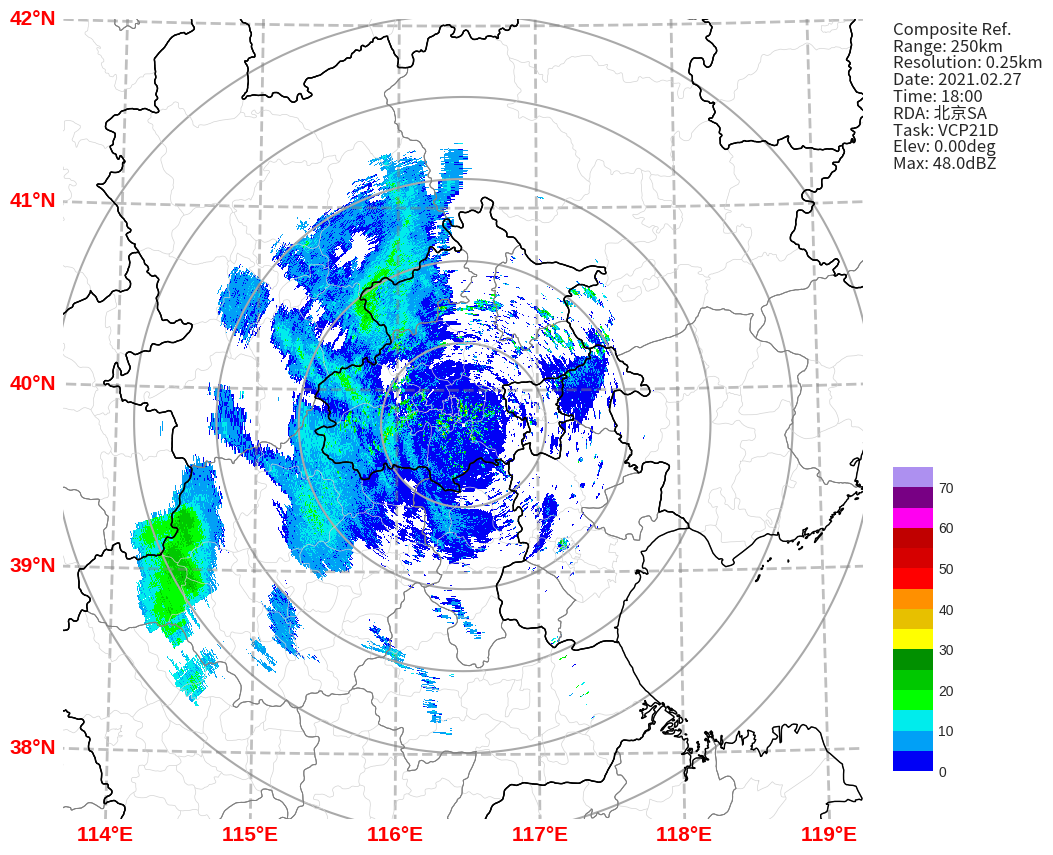 42°N
41°N
40°N
39°N
38°N
114°E 115°E 116°E 117°E 118°E 119°E
Composite Ref.
Range: 250km
Resolution: 0.25km
Date: 2021.02.27
Time: 18:00
RDA: 北京SA
Task: VCP21D
Elev: 0.00deg
Max: 48.0dBZ
70
60
50
40
30
20
10
0